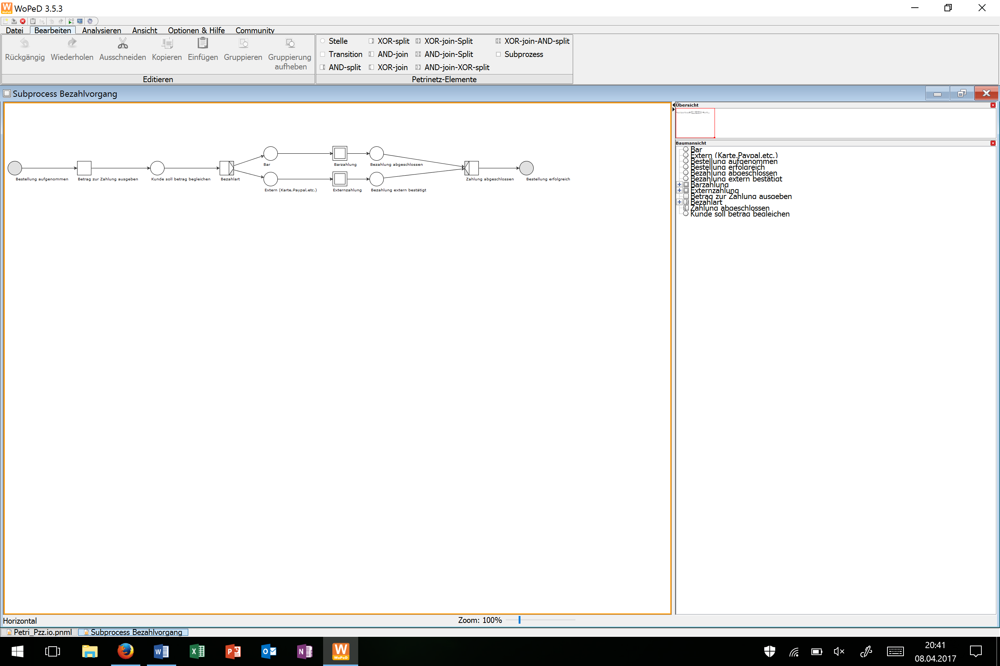 WoPeD 3.5.3
Datei Bearbeiten Analysieren Ansicht Optionen & Hilfe Community
Rückgängig Wiederholen Ausschneiden Kopieren Einfügen Gruppieren Gruppierung aufheben
Editieren
Stelle XOR-split XOR-join-Split XOR-join-AND-split
Transition AND-join AND-join-Split Subprozess
AND-split XOR-join AND-join-XOR-split
Petrinetz-Elemente
Subprocess Bezahlvorgang
Bar Barzahlung Bezahlung abgeschlossen
Bestellung aufgenommen Betrag zur Zahlung ausgeben Kunde soll betrag begleichen Bezahlart Zahlung abgeschlossen Bestellung erfolgreich
Extern (Karte,Paypal,etc.) Externzahlung Bezahlung extern bestätigt
Übersicht
Baumansicht
Bar
Extern (Karte,Paypal,etc.)
Bestellung aufgenommen
Bestellung erfolgreich
Bezahlung abgeschlossen
Bezahlung extern bestätigt
Barzahlung
Externzahlung
Betrag zur Zahlung ausgeben
Bezahlart
Zahlung abgeschlossen
Kunde soll betrag begleichen
Horizontal Zoom: 100%
Petri_Pzz.io.pnml Subprocess Bezahlvorgang
W WoPeD
20:41
08.04.2017